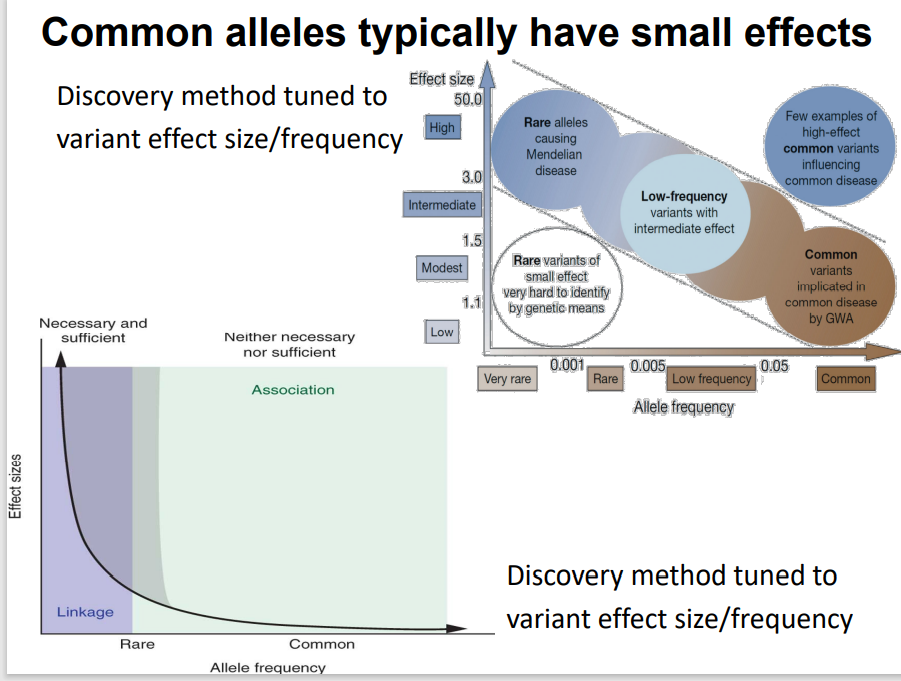 Common alleles typically have small effects
Discovery method tuned to
variant effect size/frequency
Effect size
50.0
High
3.0
Intermediate
1.5
Modest
1.1
Low
Rare alleles
causing
Mendelian
disease
Low-frequency
variants with
intermediate effect
Few examples of
high-effect
common variants
influencing
common disease
Rare variants of
small effect
very hard to identify
by genetic means
Common
variants
implicated in
common disease
by GWA
0.001
0.005
0.05
Very rare
Rare
Low frequency
Common
Allele frequency
Necessary and
sufficient
Neither necessary
nor sufficient
Association
Effect sizes
Linkage
Rare
Common
Allele frequency
Discovery method tuned to
variant effect size/frequency